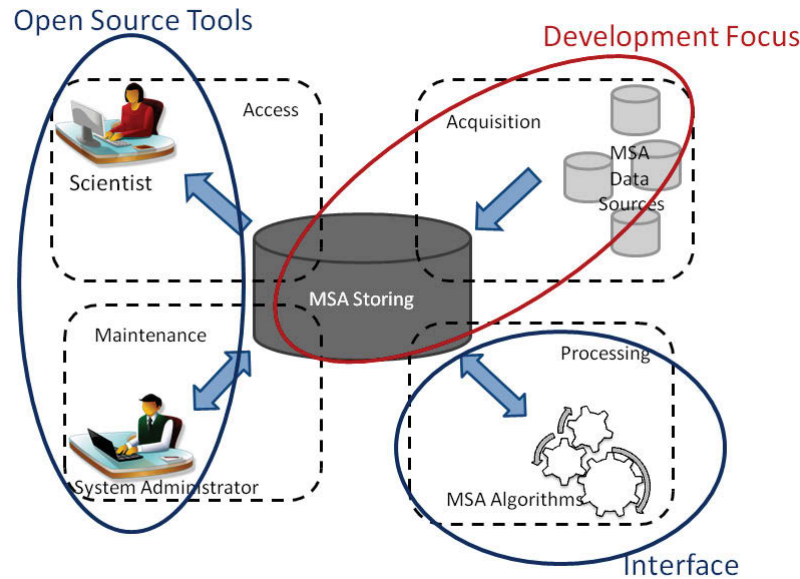 Open Source Tools
Development Focus
Access
Acquisition
MSA
Data
Sources
Scientist
MSA Storing
Maintenance
Processing
System Administrator
MSA Algorithms
Interface